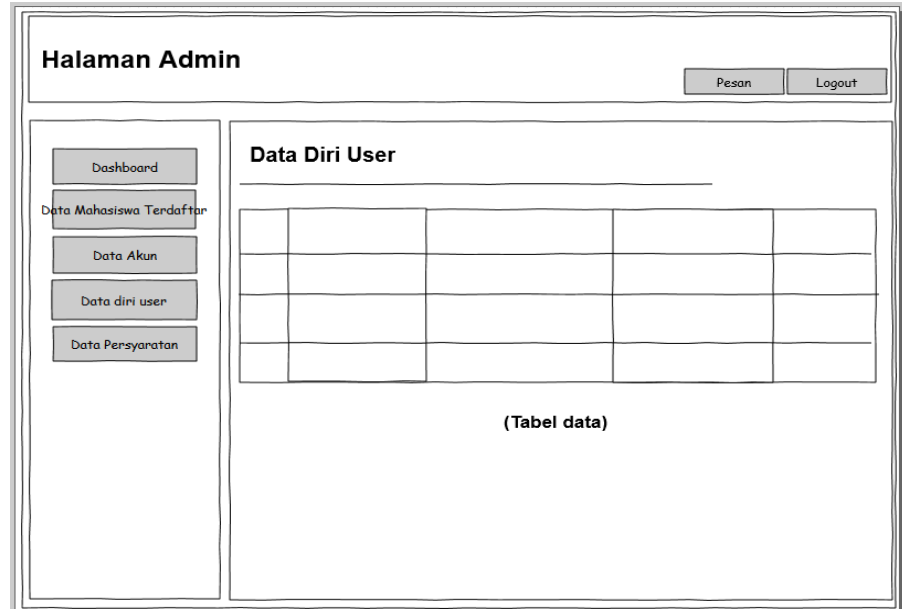 Halaman Admin
Pesan
Logout
Dashboard
Data Mahasiswa Terdaftar
Data Akun
Data diri user
Data Persyaratan
Data Diri User
(Tabel data)